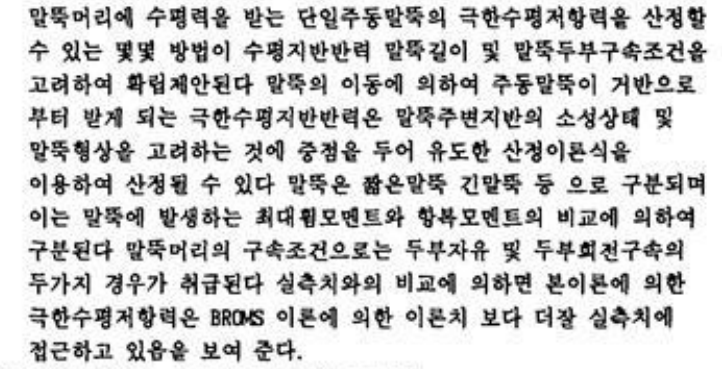 말뚝머리에 수평력을 받는 단일주동말뚝의 극한수평저항력을 산정할
수 있는 몇몇 방법이 수평지반반력 말뚝길이 및 말뚝두부구속조건을
고려하여 확립제안된다 말뚝의 이동에 의하여 주동말뚝이 거반으로
부터 받게 되는 극한수평지반반력은 말뚝주변지반의 소성상태 및
말뚝형상을 고려하는 것에 중점을 두어 유도한 산정이론식을
이용하여 산정될 수 있다 말뚝은 짧은말뚝 긴말뚝 등 으로 구분되며
이는 말뚝에 발생하는 최대휨모멘트와 항복모멘트의 비교에 의하여
구분된다 말뚝머리의 구속조건으로는 두부자유 및 두부회전구속의
두가지 경우가 취급된다 실측치와의 비교에 의하면 본이론에 의한
극한수평저항력은 BROMS 이론에 의한 이론치 보다 더잘 실측치에
접근하고 있음을 보여 준다.